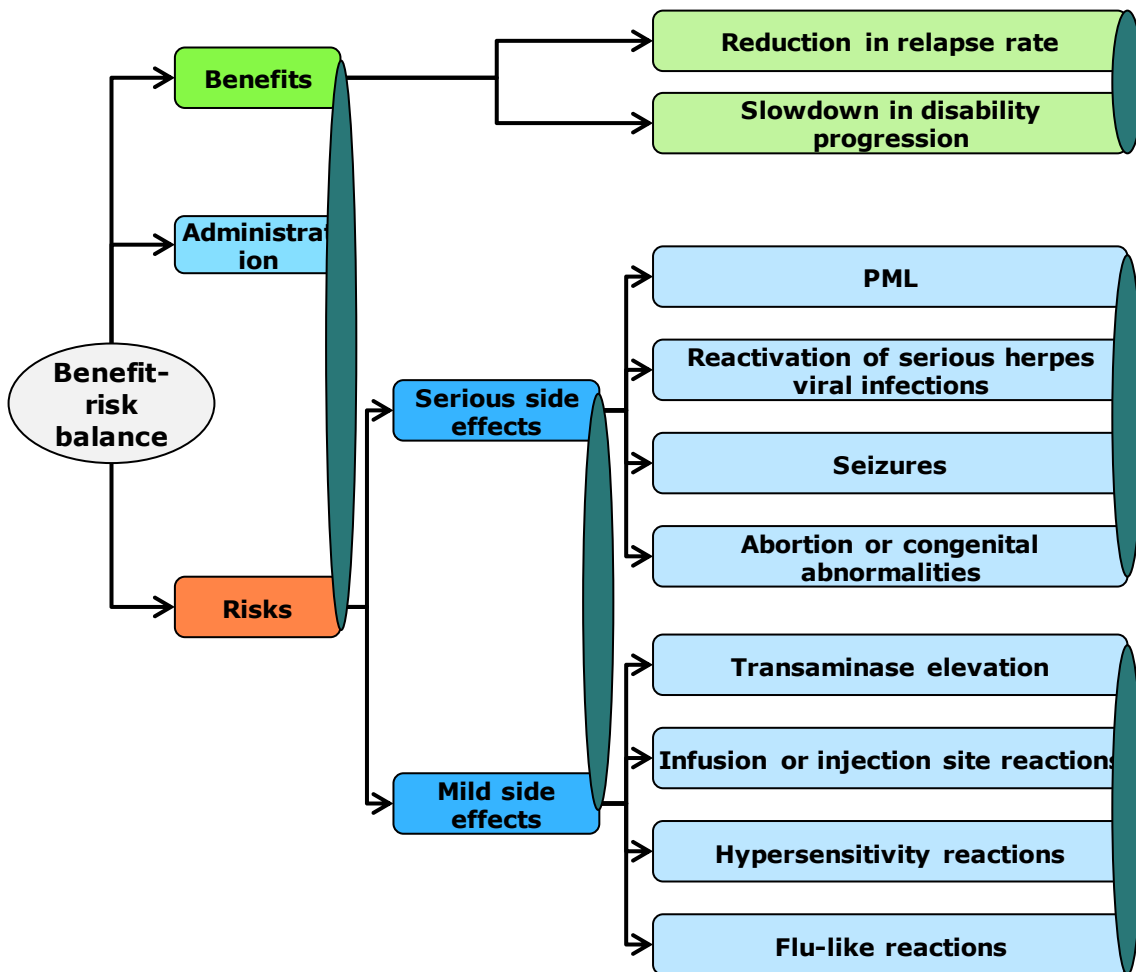 Reduction in relapse rate
Benefits
Slowdown in disability
progression
Administrat
ion
PML
Benefit-
risk
balance
Reactivation of serious herpes
viral infections
Serious side
effects
Seizures
Abortion or congenital
abnormalities
Risks
Transaminase elevation
Infusion or injection site reactions
Mild side
effects
Hypersensitivity reactions
Flu-like reactions